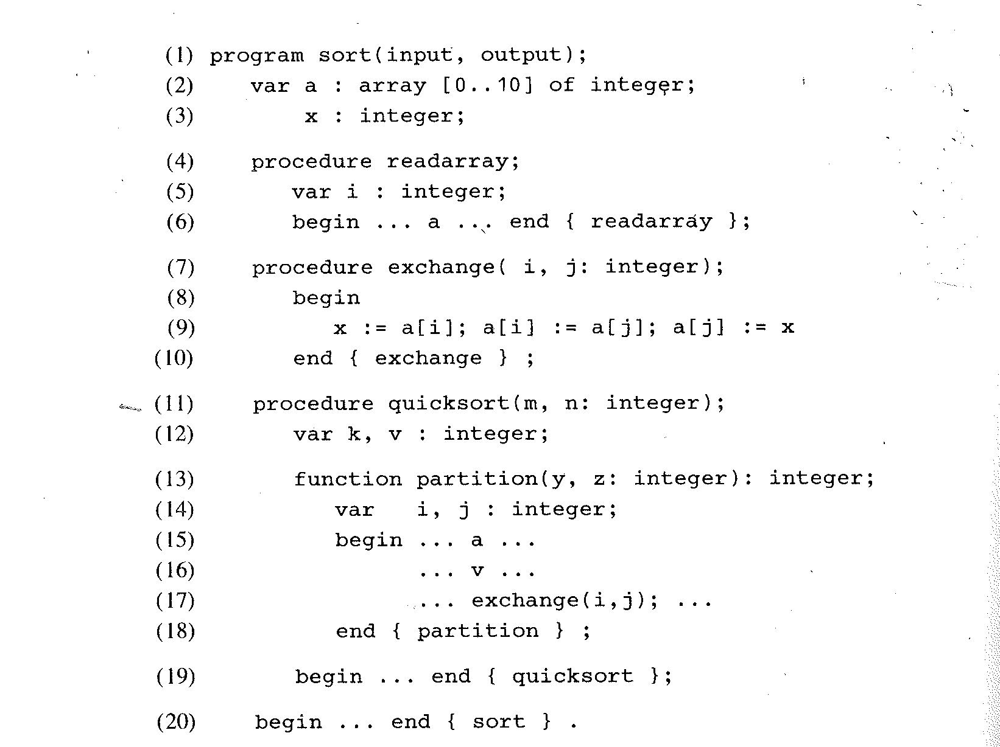 (1) program sort(input, output);
(2) var a : array [0..10] of integer;
(3) x : integer;
(4) procedure readarray;
(5) var i : integer;
(6) begin ... a ... end { readarray };
(7) procedure exchange( i, j: integer);
(8) begin
(9) x := a[i]; a[i] := a[j]; a[j] := x
(10) end { exchange } ;
(11) procedure quicksort(m, n: integer);
(12) var k, v : integer;
(13) function partition(y, z: integer): integer;
(14) var i, j : integer;
(15) begin ... a ...
(16) ... v ...
(17) ... exchange(i,j); ...
(18) end { partition } ;
(19) begin ... end { quicksort };
(20) begin ... end { sort } .